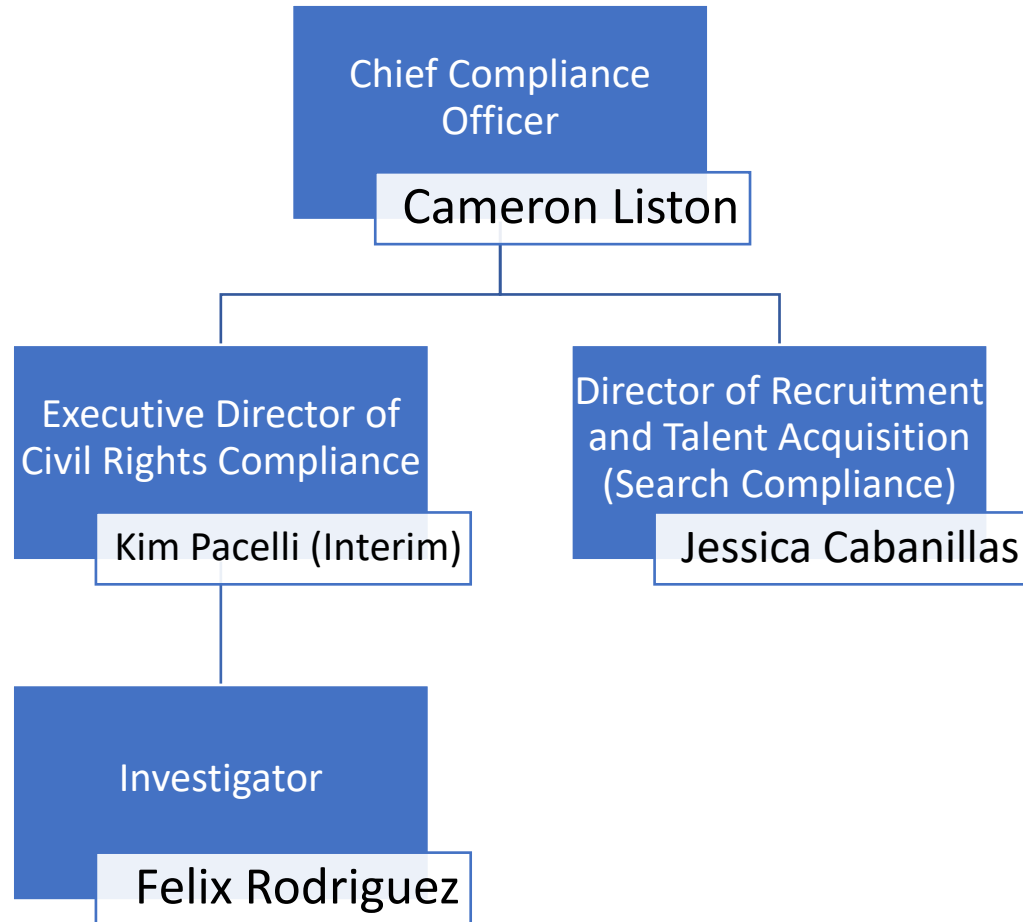 Chief Compliance
Officer
Cameron Liston
Executive Director of
Civil Rights Compliance
Kim Pacelli (Interim)
Director of Recruitment
and Talent Acquisition
(Search Compliance)
Jessica Cabanillas
Investigator
Felix Rodriguez